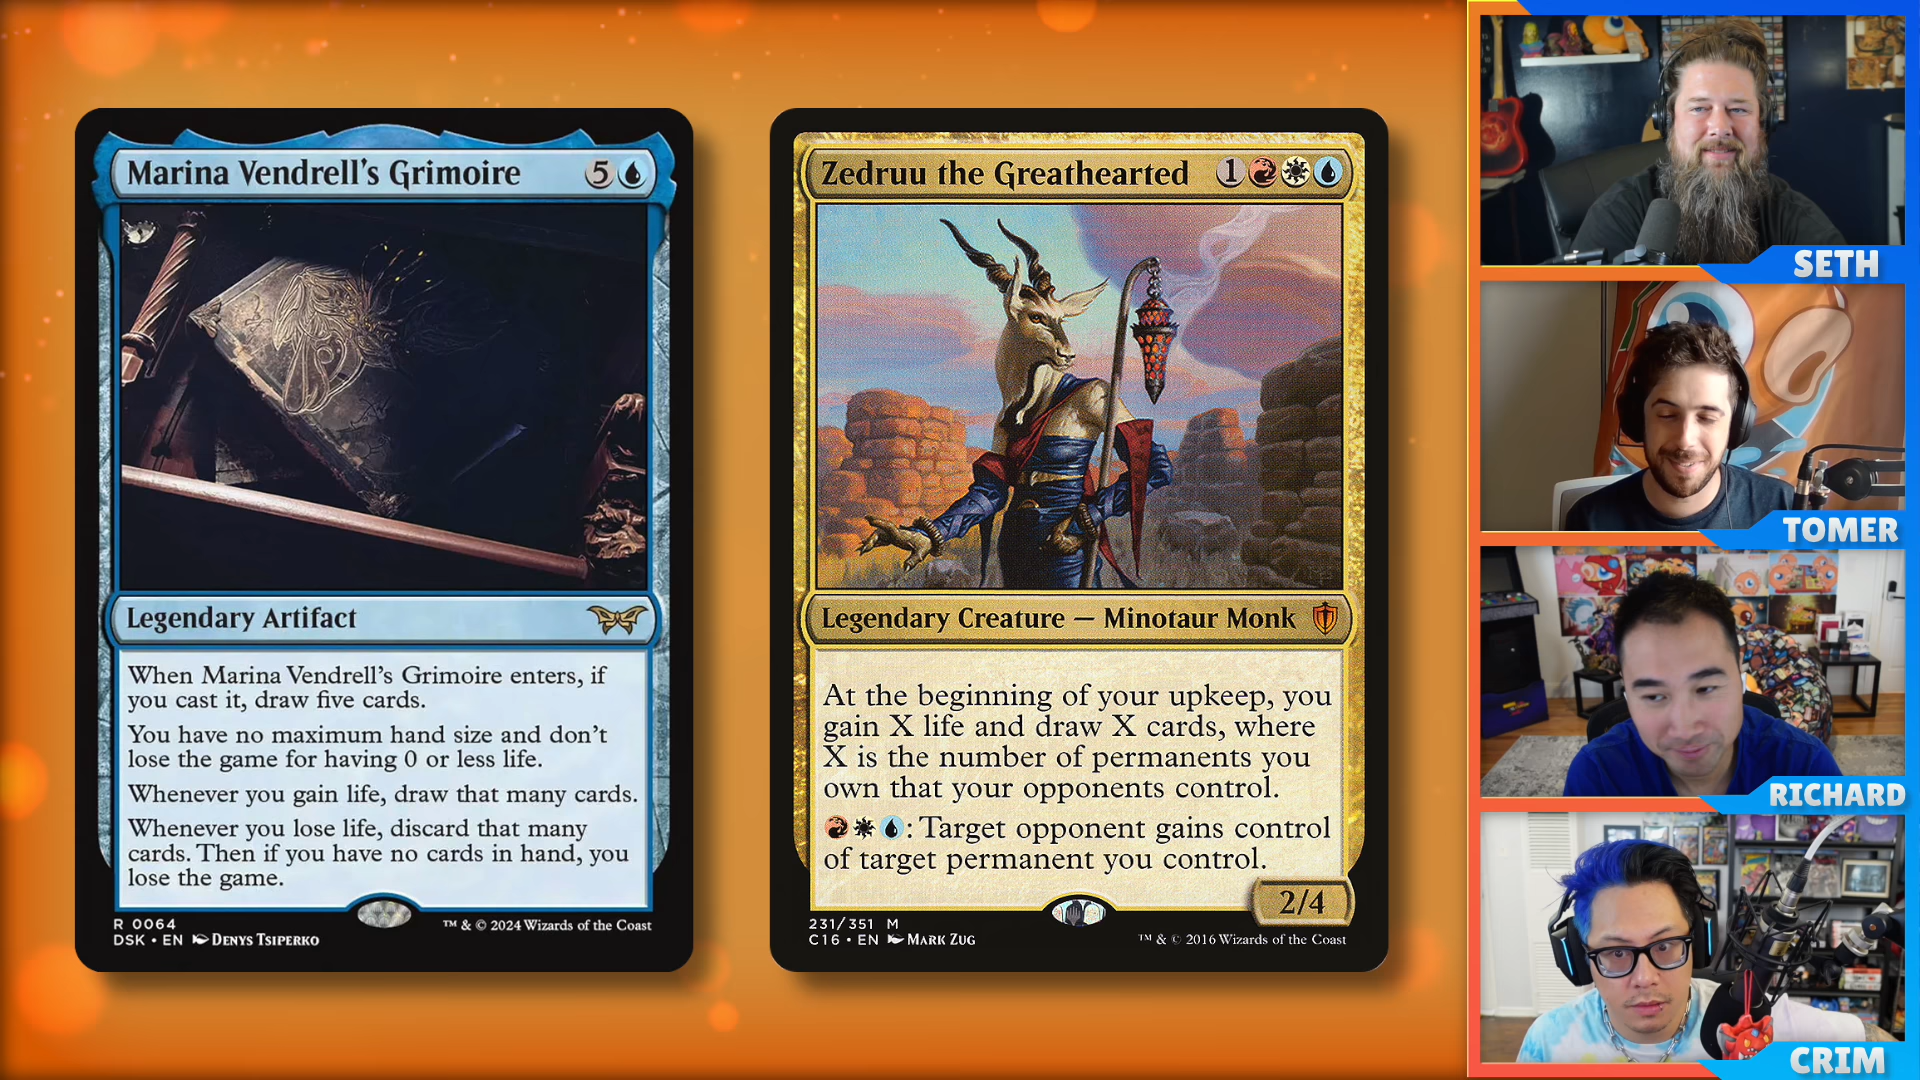 Marina Vendrell's Grimoire 5
Legendary Artifact
When Marina Vendrell's Grimoire enters, if
you cast it, draw five cards.
You have no maximum hand size and don't
lose the game for having 0 or less life.
Whenever you gain life, draw that many cards.
Whenever you lose life, discard that many
cards. Then if you have no cards in hand, you
lose the game.
R 0064
DSK • EN DENYS TSIPERKO
™ & © 2024 Wizards of the Coast
Zedruu the Greathearted 1
Legendary Creature — Minotaur Monk
At the beginning of your upkeep, you
gain X life and draw X cards, where
X is the number of permanents you
own that your opponents control.
: Target opponent gains control
of target permanent you control.
2/4
231/351 M
C16 • EN MARK ZUG
™ & © 2016 Wizards of the Coast
SETH
TOMER
RICHARD
CRIM